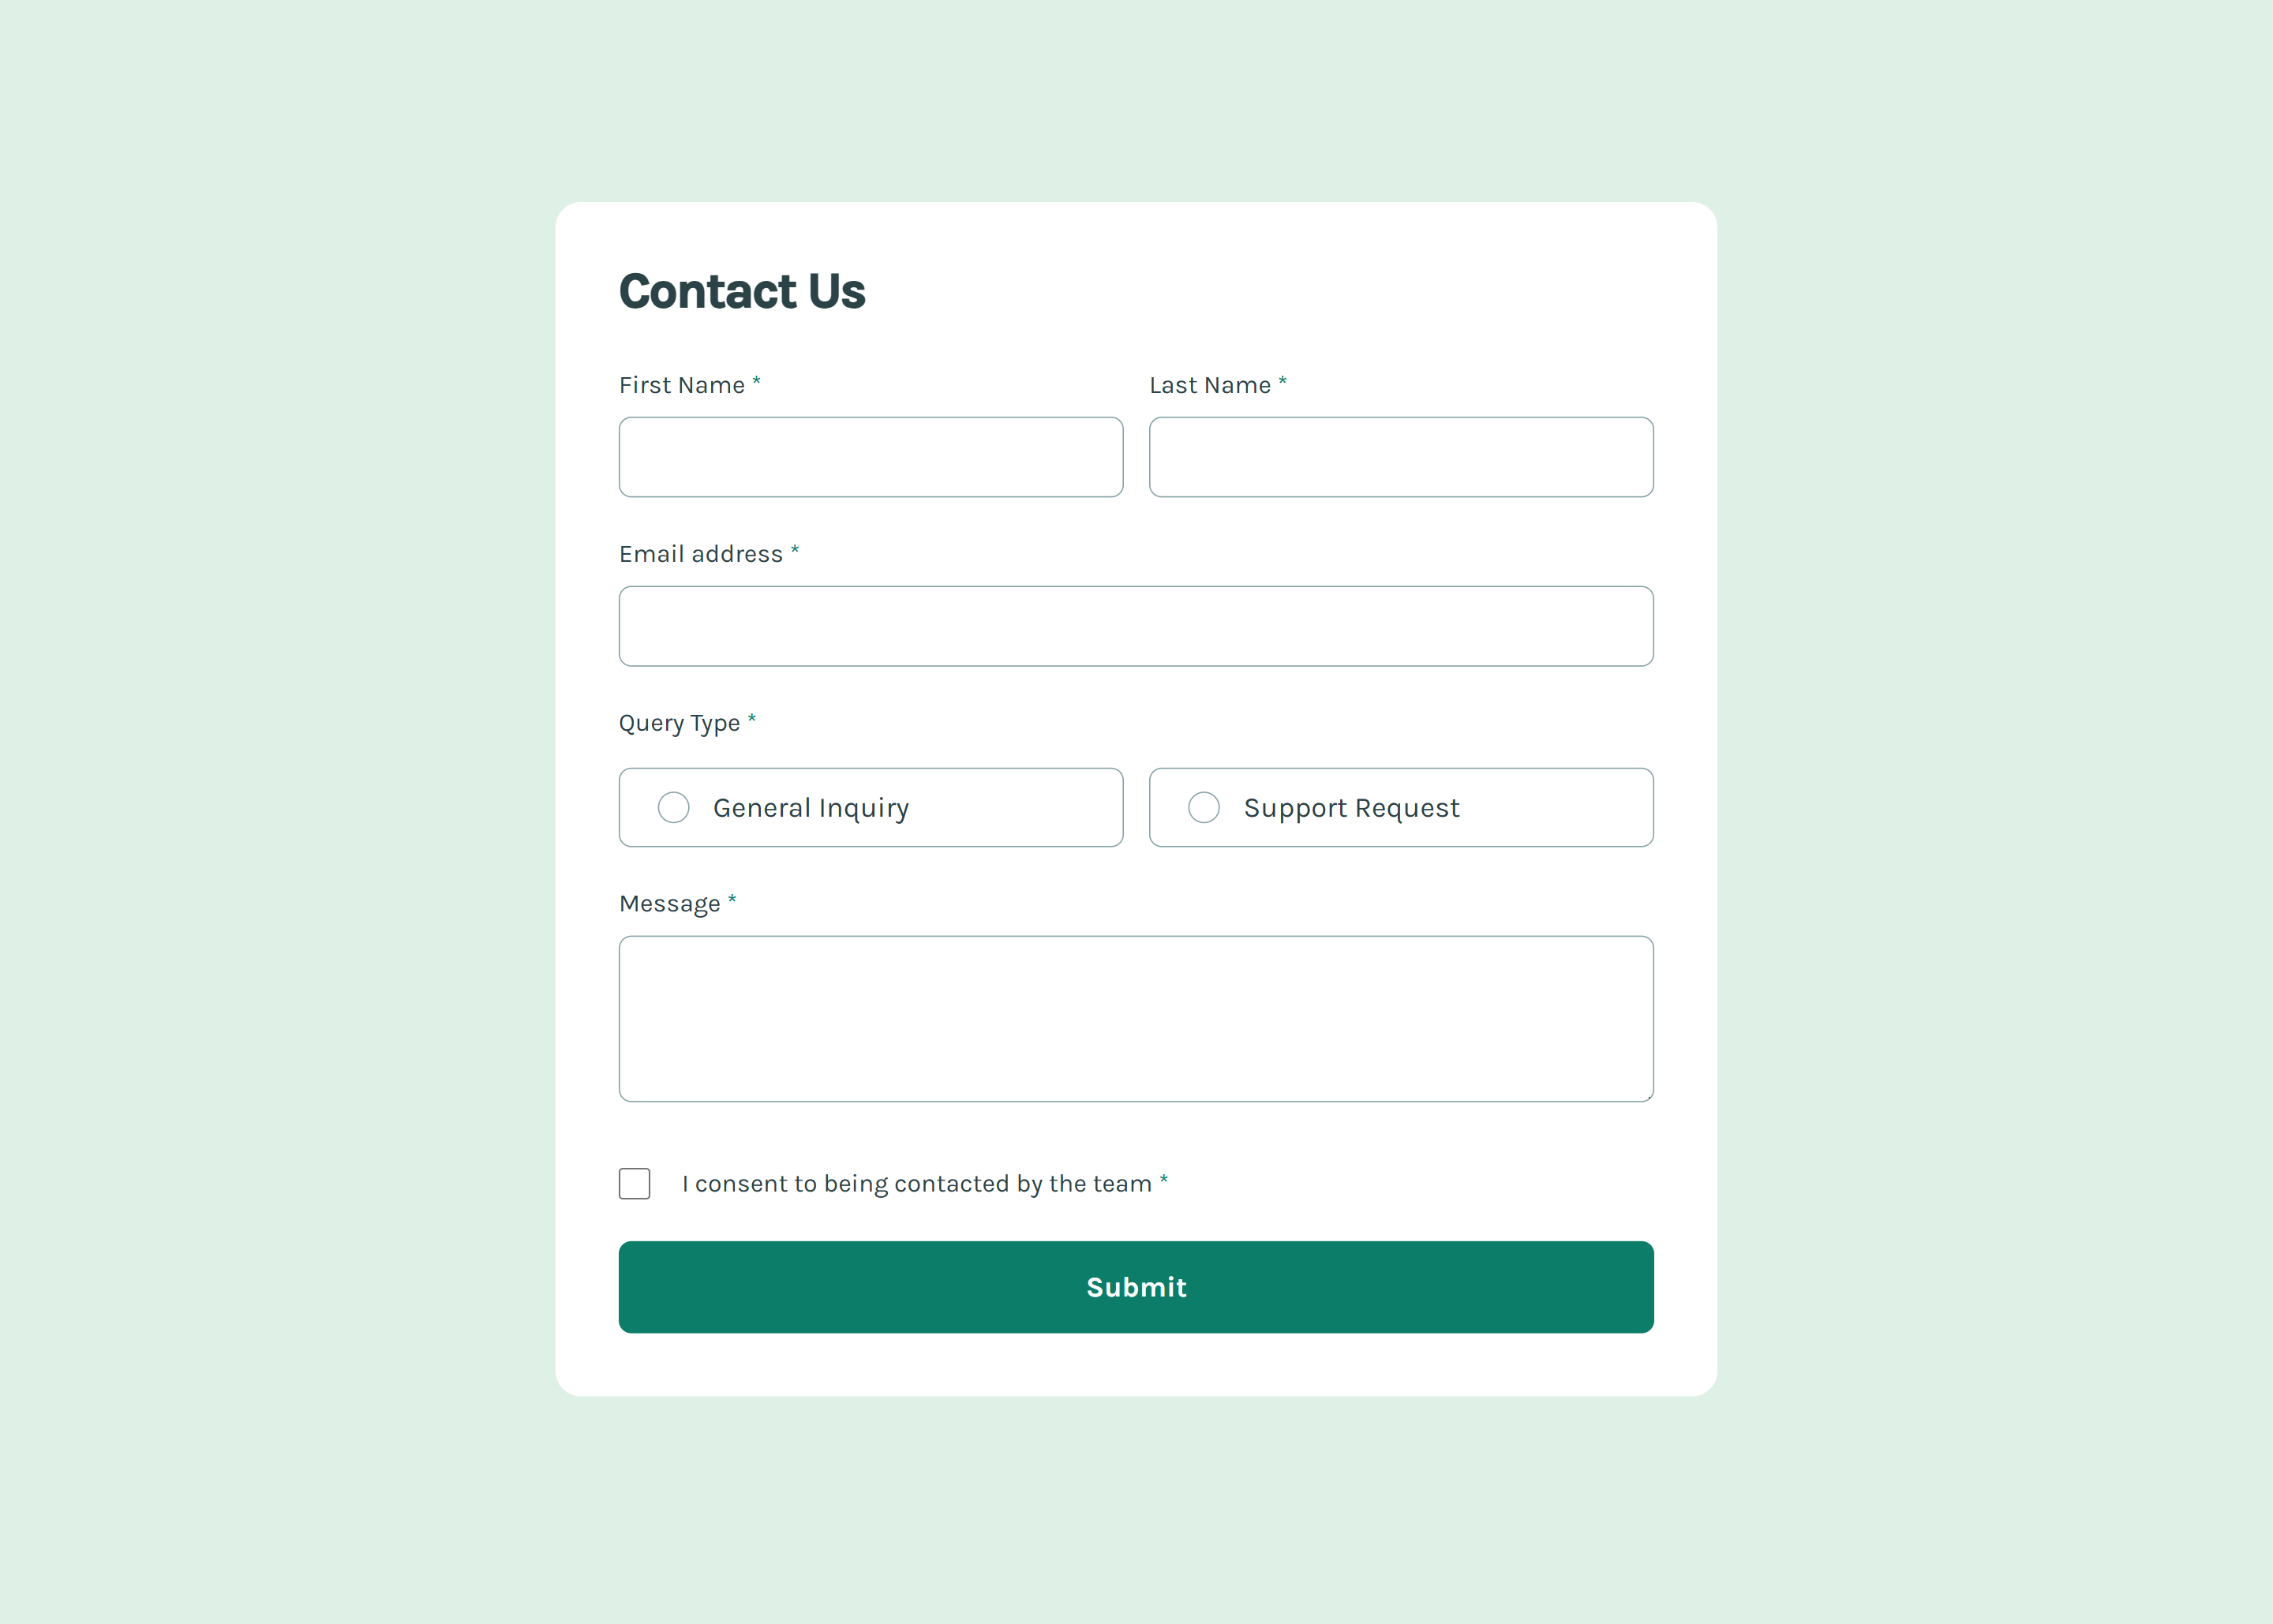 Contact Us
First Name * Last Name *
Email address *
Query Type *
General Inquiry Support Request
Message *
I consent to being contacted by the team *
Submit